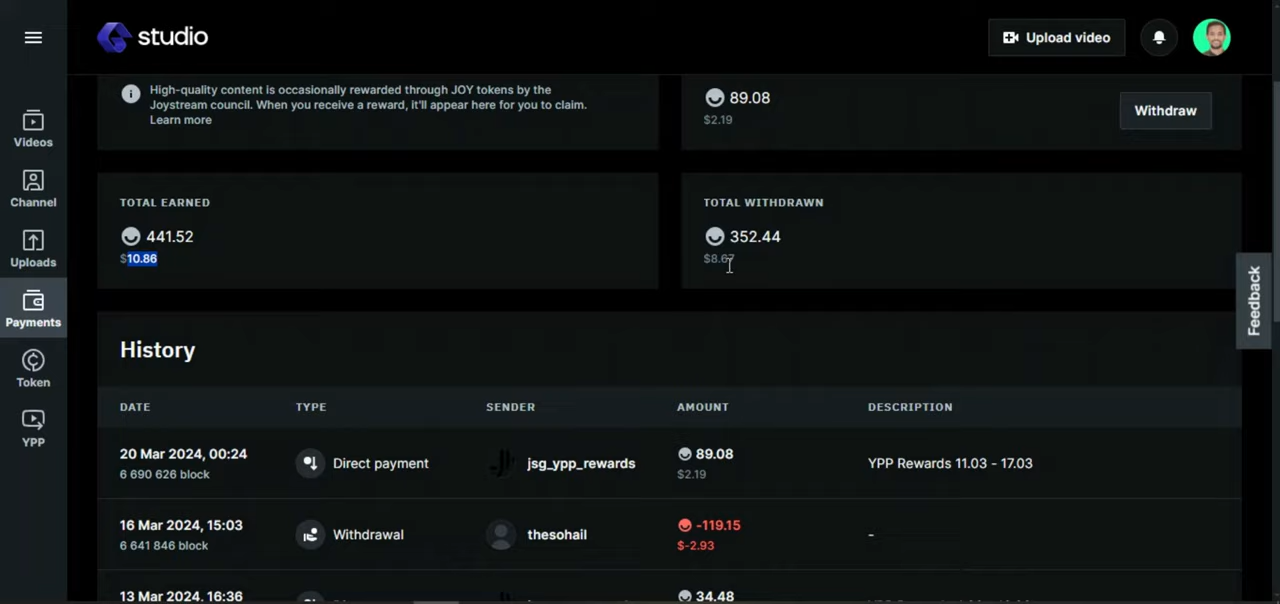 studio
Upload video
High-quality content is occasionally rewarded through JOY tokens by the
Joystream council. When you receive a reward, it'll appear here for you to claim.
Learn more
89.08
$2.19
Withdraw
Videos
Channel
Uploads
Payments
Token
YPP
TOTAL EARNED
441.52
$10.86
TOTAL WITHDRAWN
352.44
$8.67
Feedback
History
DATE TYPE SENDER AMOUNT DESCRIPTION
20 Mar 2024, 00:24
6 690 626 block
Direct payment
jsg_ypp_rewards
89.08
$2.19
YPP Rewards 11.03 - 17.03
16 Mar 2024, 15:03
6 641 846 block
Withdrawal
thesohail
-119.15
$-2.93
-
13 Mar 2024, 16:36
34.48